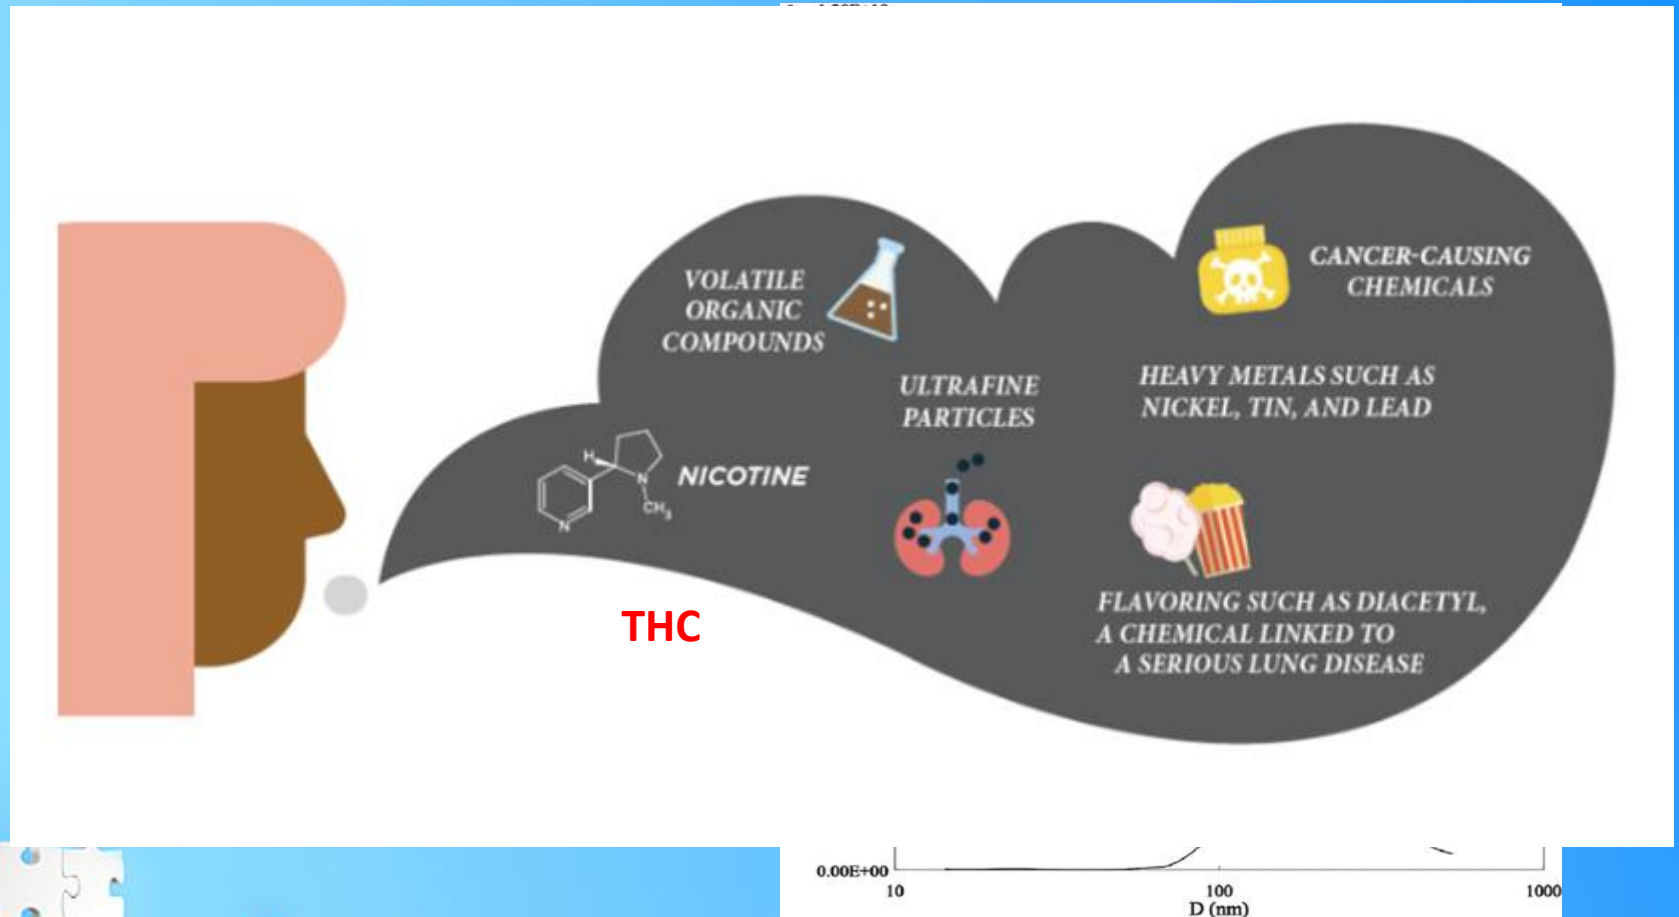 VOLATILE
ORGANIC
COMPOUNDS
CANCER-CAUSING
CHEMICALS
ULTRAFINE
PARTICLES
HEAVY METALS SUCH AS
NICKEL, TIN, AND LEAD
H
N
CH3
N
NICOTINE
FLAVORING SUCH AS DIACETYL,
A CHEMICAL LINKED TO
A SERIOUS LUNG DISEASE
THC
0.00E+00
10
100
1000
D (nm)